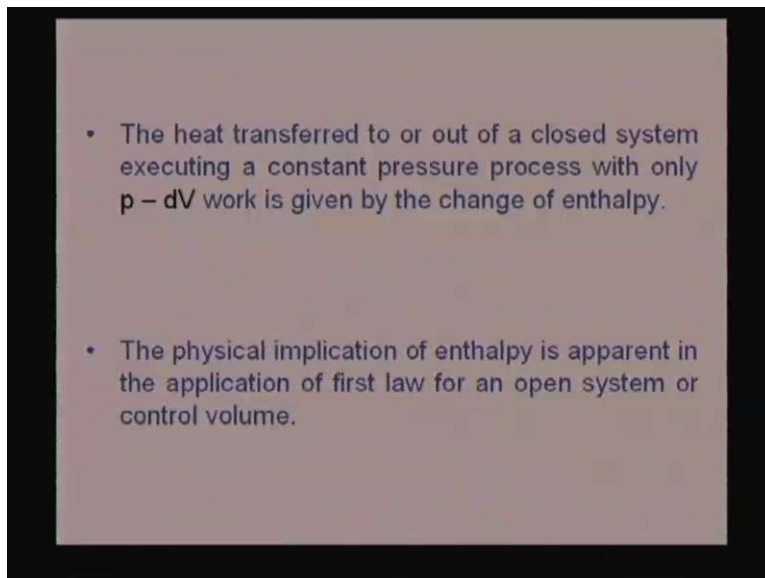 • The heat transferred to or out of a closed system
executing a constant pressure process with only
p – dV work is given by the change of enthalpy.
• The physical implication of enthalpy is apparent in
the application of first law for an open system or
control volume.